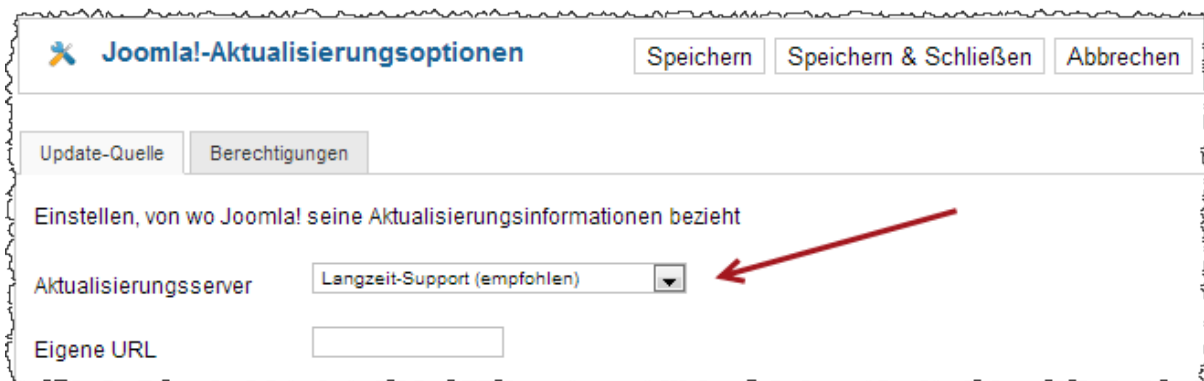 Joomla!-Aktualisierungsoptionen
Speichern
Speichern & Schließen
Abbrechen
Update-Quelle
Berechtigungen
Einstellen, von wo Joomla! seine Aktualisierungsinformationen bezieht
Aktualisierungsserver
Langzeit-Support (empfohlen)
Eigene URL